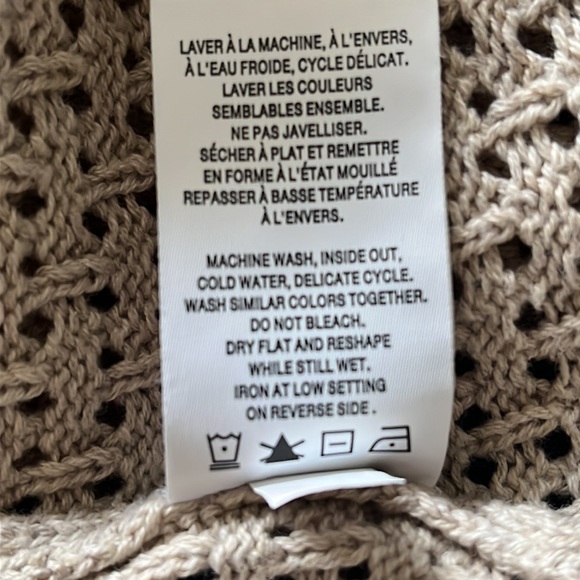 LAVER À LA MACHINE, À L'ENVERS,
À L'EAU FROIDE, CYCLE DÉLICAT.
LAVER LES COULEURS
SEMBLABLES ENSEMBLE.
NE PAS JAVELLISER.
SÉCHER À PLAT ET REMETTRE
EN FORME À L'ÉTAT MOUILLÉ
REPASSER À BASSE TEMPÉRATURE
À L'ENVERS.
MACHINE WASH, INSIDE OUT,
COLD WATER, DELICATE CYCLE.
WASH SIMILAR COLORS TOGETHER.
DO NOT BLEACH.
DRY FLAT AND RESHAPE
WHILE STILL WET.
IRON AT LOW SETTING
ON REVERSE SIDE.